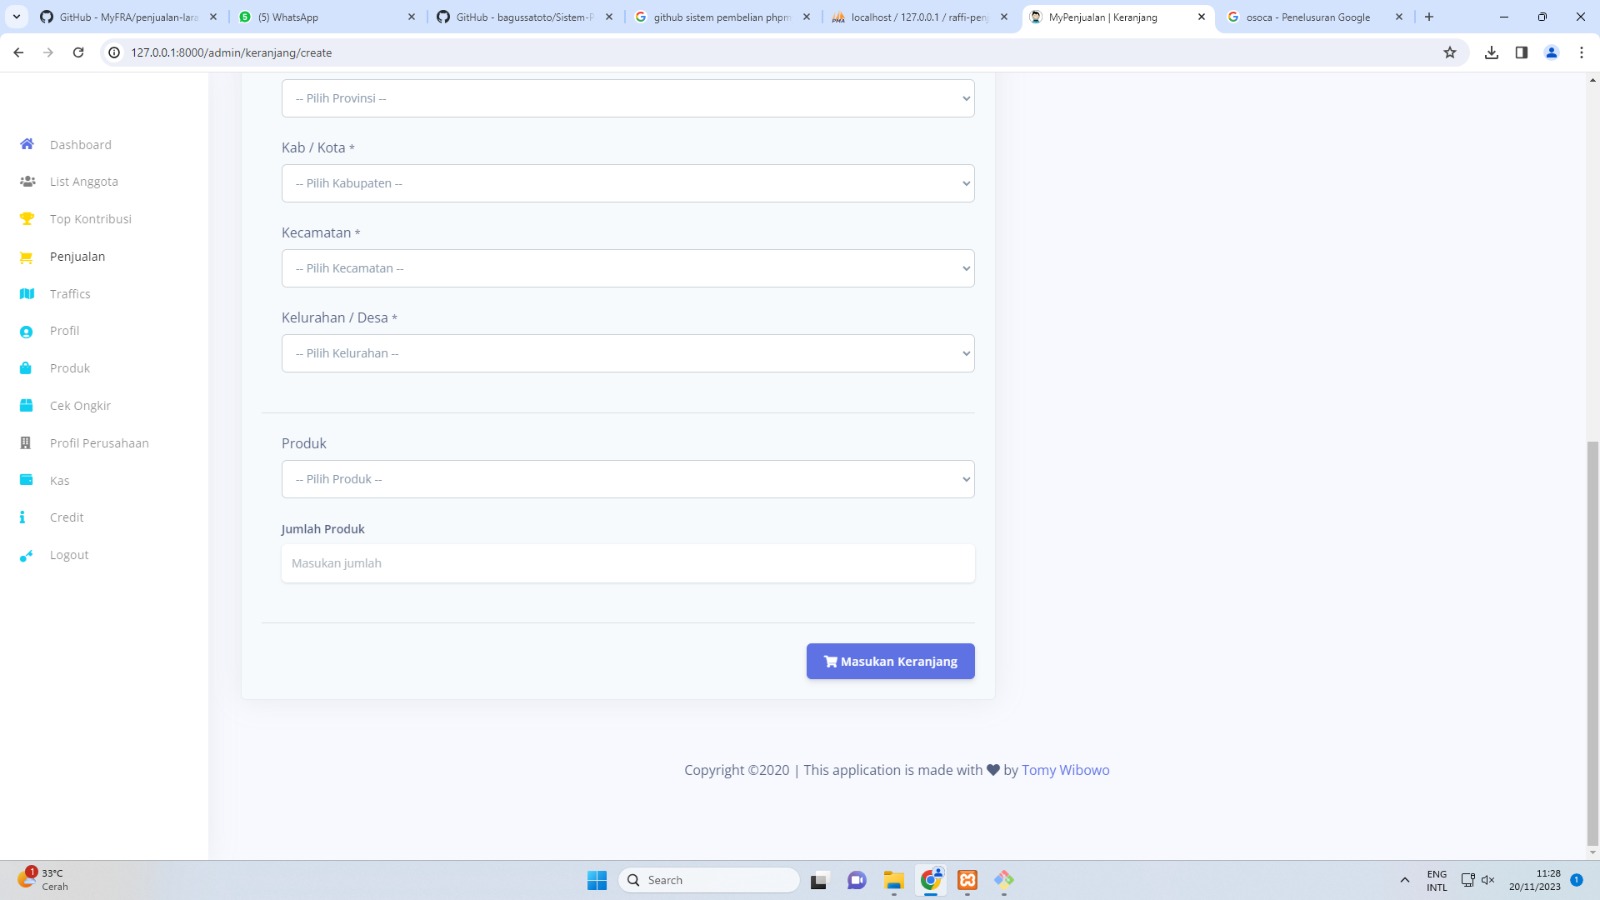 GitHub - MyFRA/penjualan-lara
(5) WhatsApp
GitHub - bagussatoto/Sistem-P
github sistem pembelian phpm
localhost / 127.0.0.1 / raffi-penj
MyPenjualan | Keranjang
osoca - Penelusuran Google
127.0.0.1:8000/admin/keranjang/create
Dashboard
List Anggota
Top Kontribusi
Penjualan
Traffics
Profil
Produk
Cek Ongkir
Profil Perusahaan
Kas
Credit
Logout
-- Pilih Provinsi --
Kab / Kota *
-- Pilih Kabupaten --
Kecamatan *
-- Pilih Kecamatan --
Kelurahan / Desa *
-- Pilih Kelurahan --
Produk
-- Pilih Produk --
Jumlah Produk
Masukan jumlah
Masukan Keranjang
Copyright ©2020 | This application is made with ❤ by Tomy Wibowo
1
33°C
Cerah
Search
ENG
INTL
11:28
20/11/2023
1